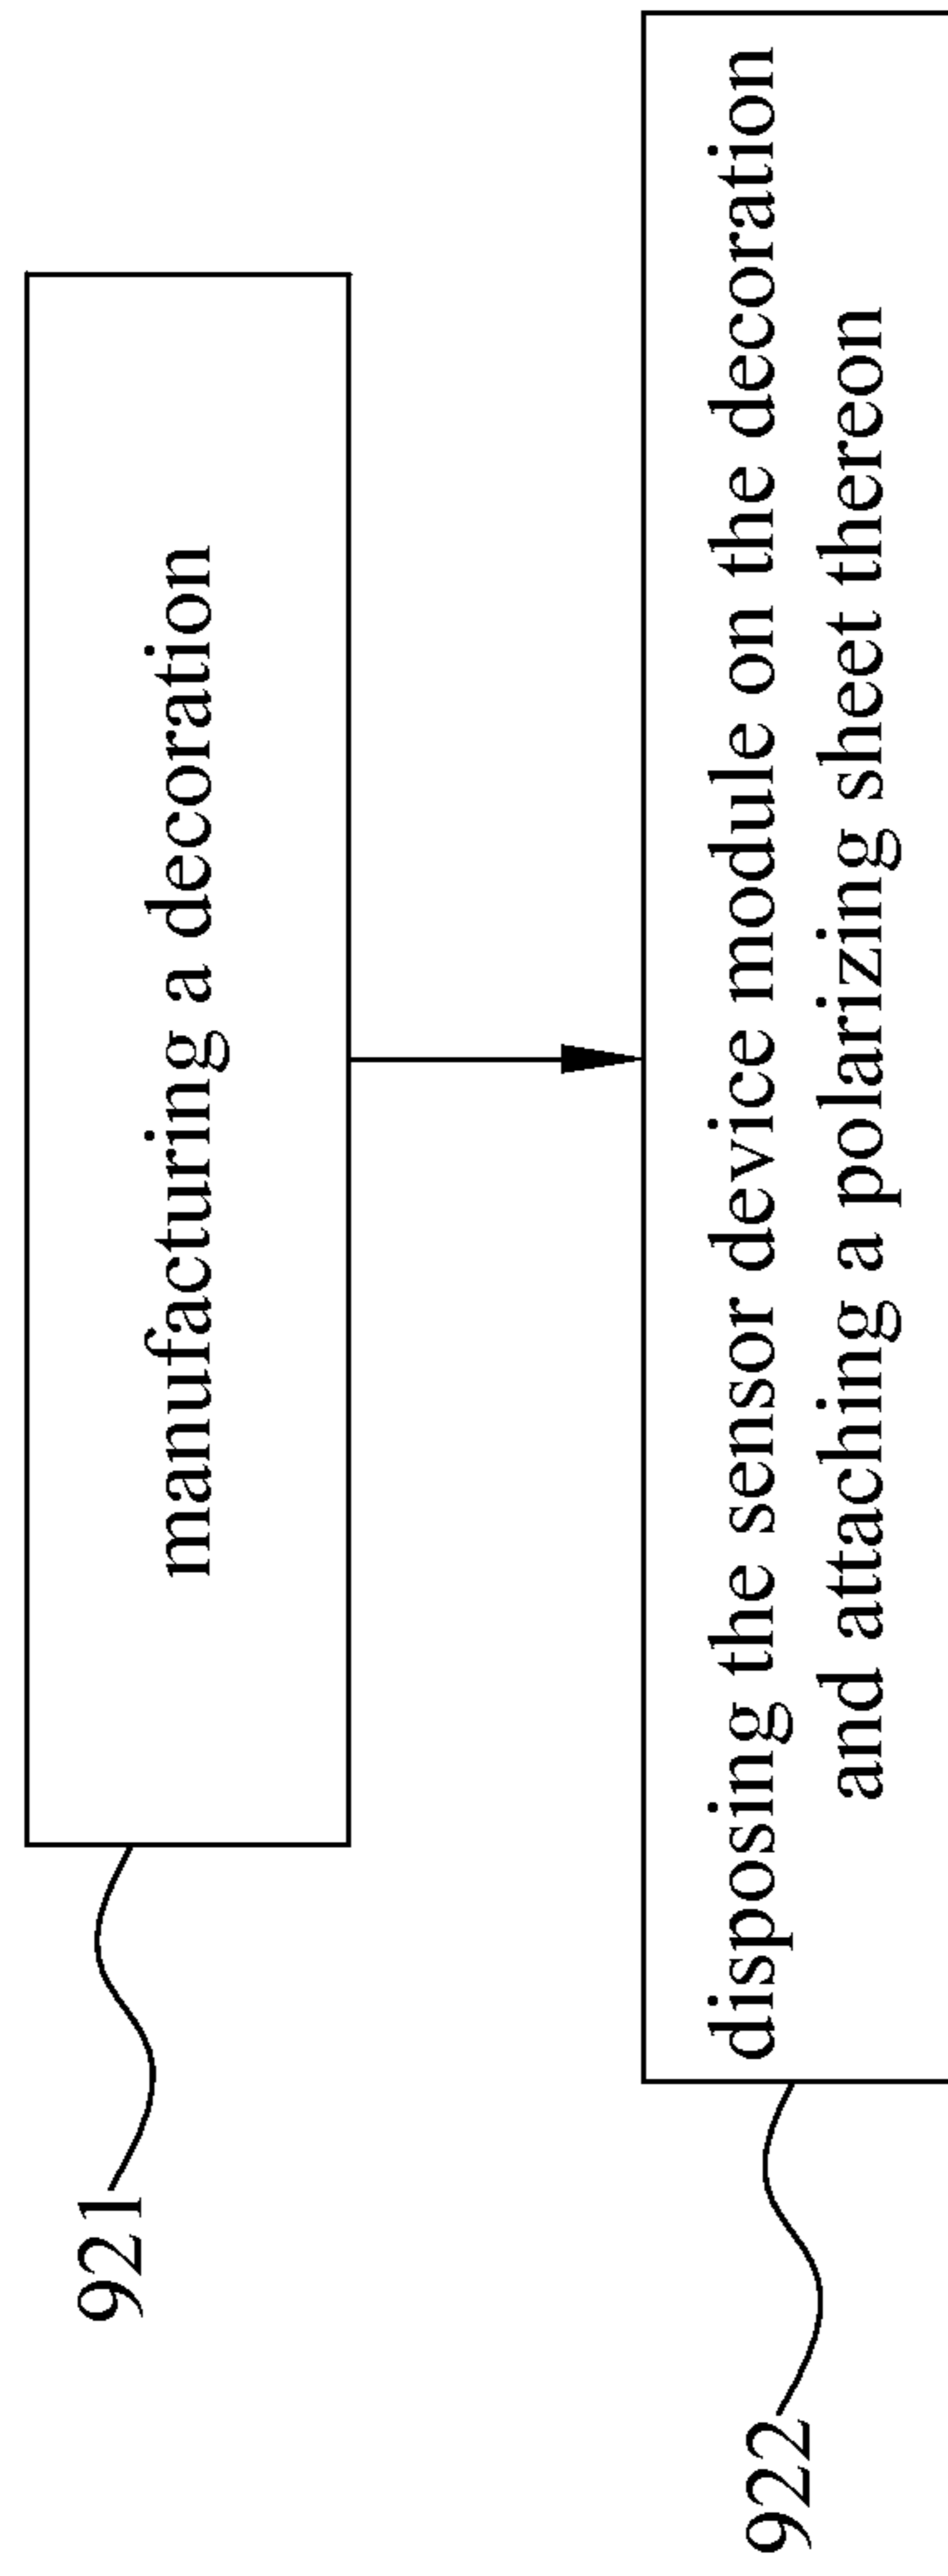 921
manufacturing a decoration
922
disposing the sensor device module on the decoration
and attaching a polarizing sheet thereon